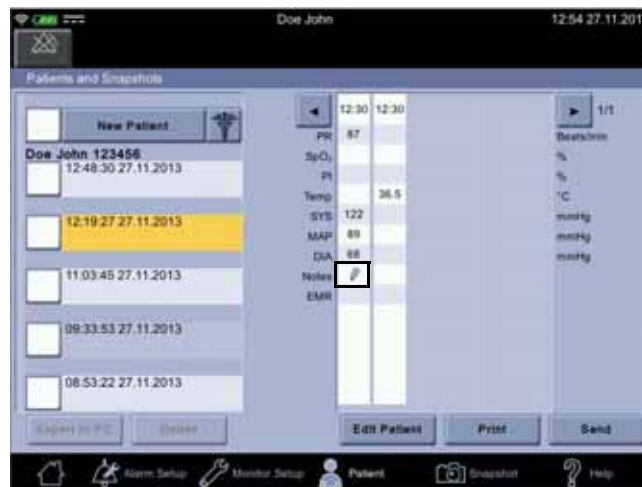 Doe John
12:54 27.11.201
Patients and Snapshots
New Patient
Doe John 123456
12:48:30 27.11.2013
12:19:27 27.11.2013
11:03:45 27.11.2013
09:33:53 27.11.2013
08:53:22 27.11.2013
Export to PC
Delete
12:30 12:30
1/1
PR 67 Beats/min
SpO₂ %
PI %
Temp 36.5 °C
SYS 122 mmHg
MAP 89 mmHg
DIA 68 mmHg
Notes
EMR
Edit Patient
Print
Send
Alarm Setup
Monitor Setup
Patient
Snapshot
Help